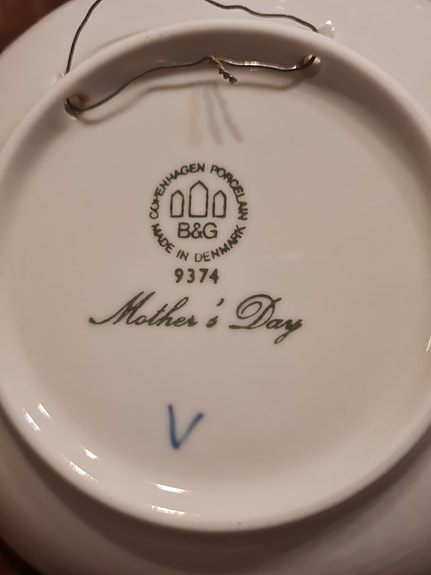 COPENHAGEN PORCELAIN
B&G
MADE IN DENMARK
9374
Mother's Day
V